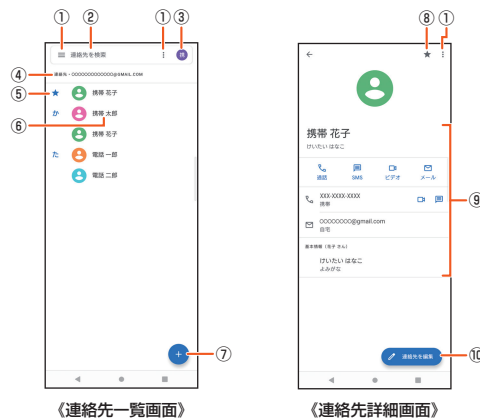 ① ② ① ③
連絡先を検索 携
④ 連絡先・OOOOOOOOOOOOO@GMAIL.COM
⑤ ★ 携帯 花子
か 携帯 太郎
⑥
携帯 花子
た 電話 一郎
電話 二郎
⑦
《連絡先一覧画面》
⑧ ①
携帯 花子
けいたい はなこ
通話 SMS ビデオ メール
XXX-XXXX-XXXX
携帯
⑨
OOOOOOOO@gmail.com
自宅
基本情報(花子 さん)
けいたい はなこ
よみがな
連絡先を編集
⑩
《連絡先詳細画面》